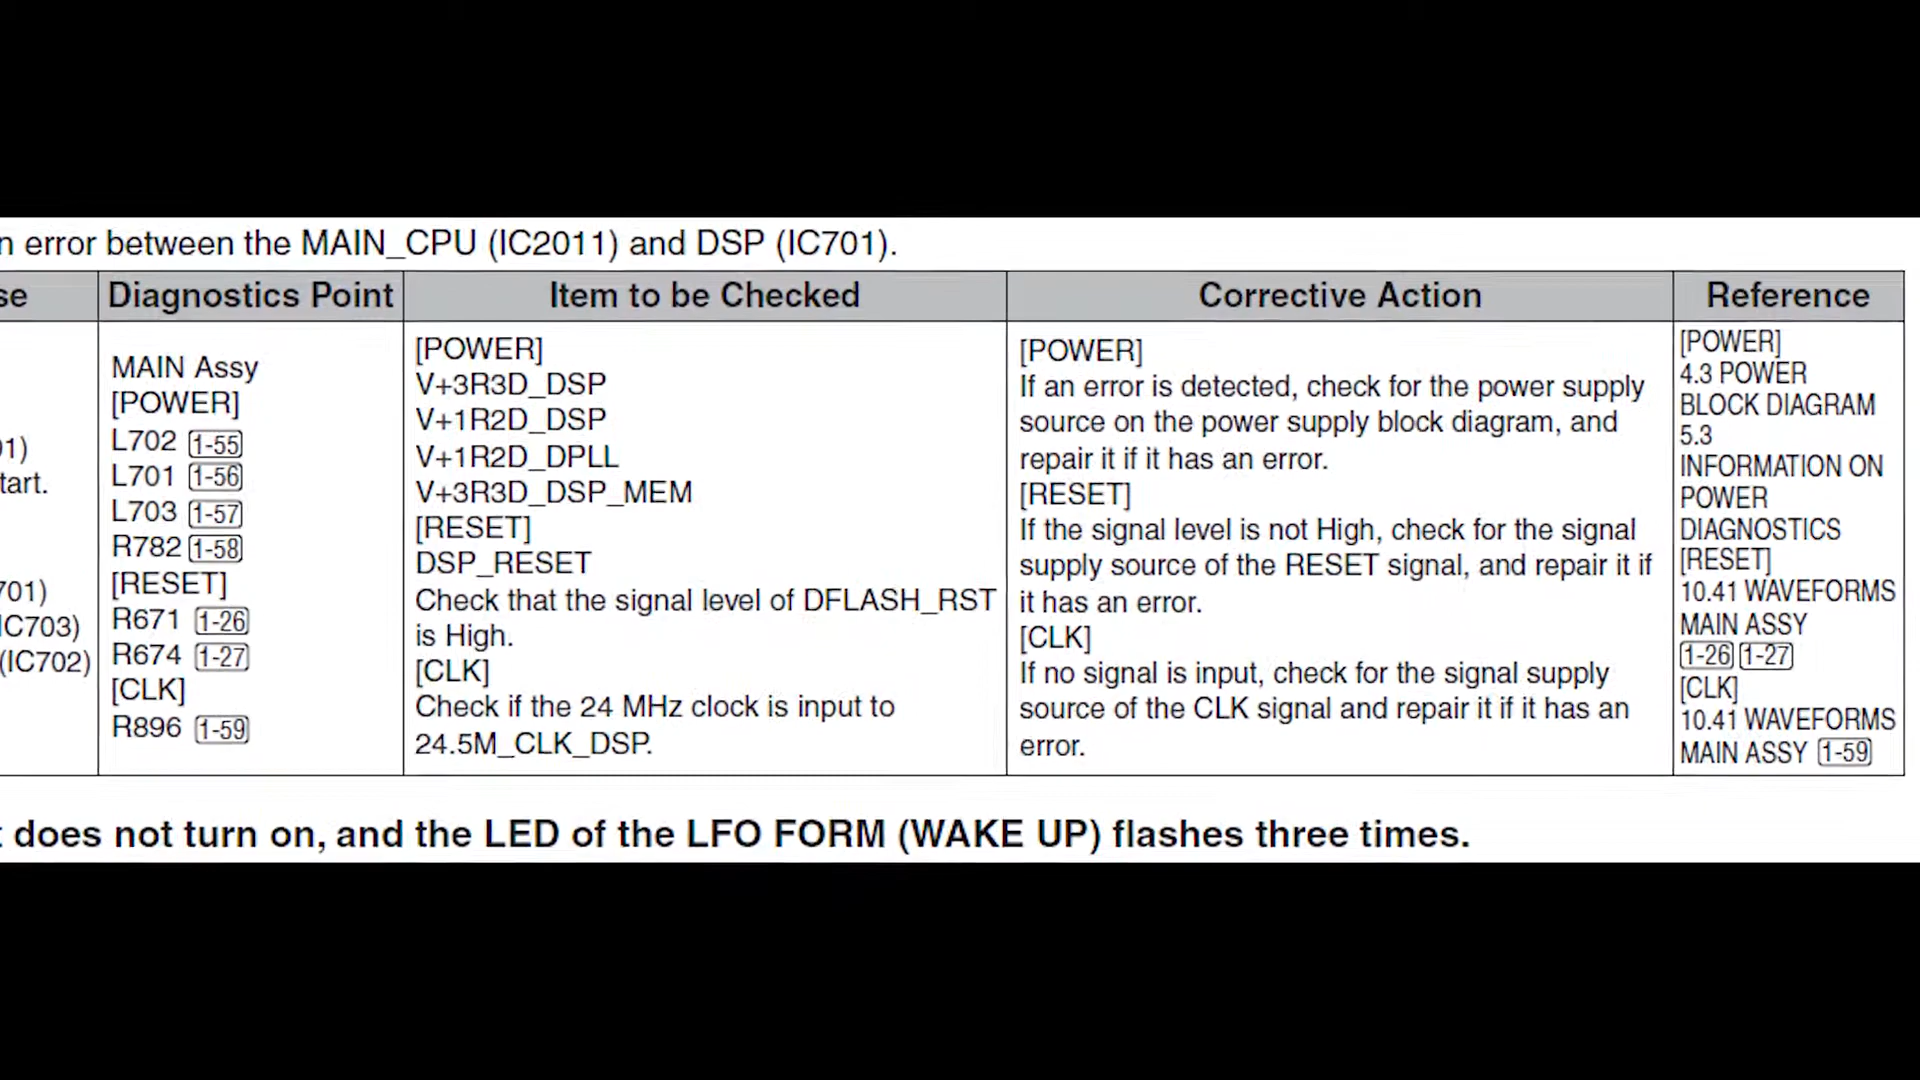 n error between the MAIN_CPU (IC2011) and DSP (IC701).
se
Diagnostics Point
Item to be Checked
Corrective Action
Reference
01)
tart.
701)
IC703)
(IC702)
MAIN Assy
[POWER]
L702 1-55
L701 1-56
L703 1-57
R782 1-58
[RESET]
R671 1-26
R674 1-27
[CLK]
R896 1-59
[POWER]
V+3R3D_DSP
V+1R2D_DSP
V+1R2D_DPLL
V+3R3D_DSP_MEM
[RESET]
DSP_RESET
Check that the signal level of DFLASH_RST
is High.
[CLK]
Check if the 24 MHz clock is input to
24.5M_CLK_DSP.
[POWER]
If an error is detected, check for the power supply
source on the power supply block diagram, and
repair it if it has an error.
[RESET]
If the signal level is not High, check for the signal
supply source of the RESET signal, and repair it if
it has an error.
[CLK]
If no signal is input, check for the signal supply
source of the CLK signal and repair it if it has an
error.
[POWER]
4.3 POWER
BLOCK DIAGRAM
5.3
INFORMATION ON
POWER
DIAGNOSTICS
[RESET]
10.41 WAVEFORMS
MAIN ASSY
1-26 1-27
[CLK]
10.41 WAVEFORMS
MAIN ASSY 1-59
does not turn on, and the LED of the LFO FORM (WAKE UP) flashes three times.